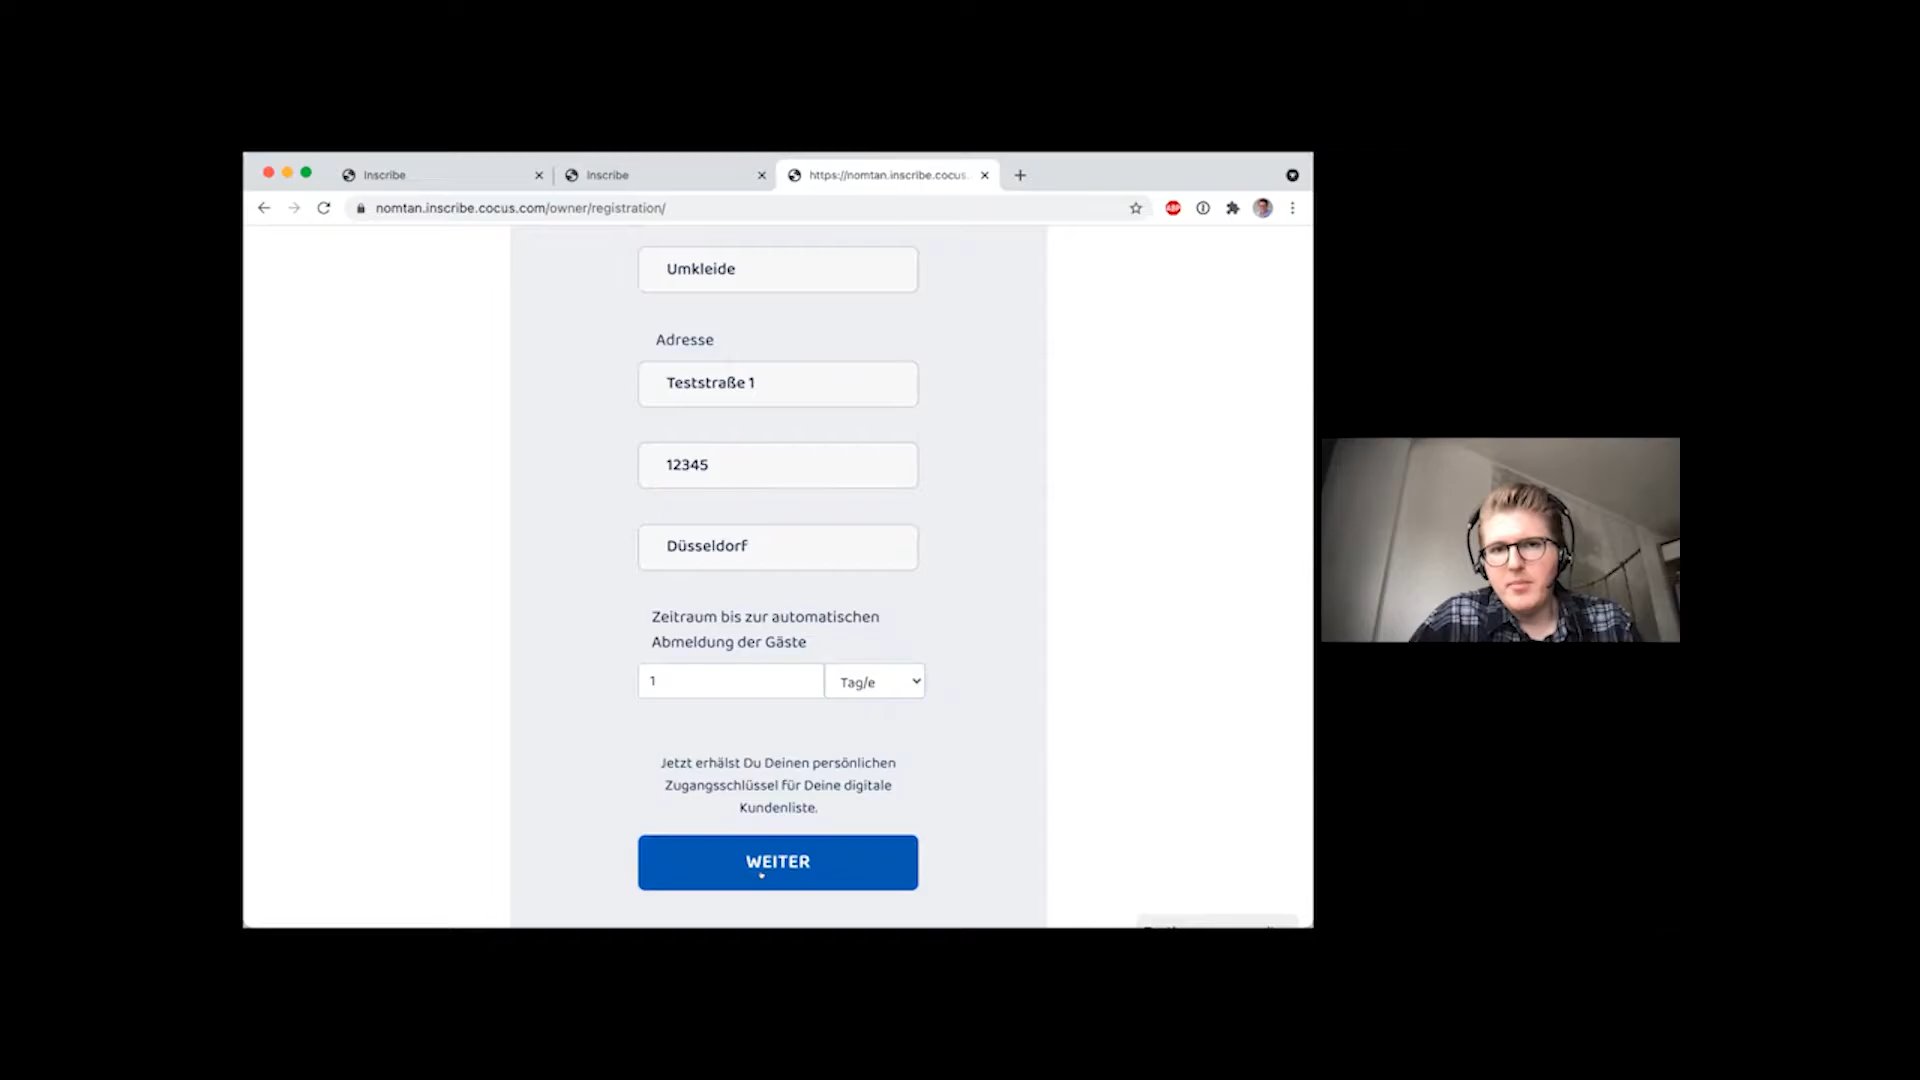 Inscribe
Inscribe
https://nomtan.inscribe.cocus.
nomtan.inscribe.cocus.com/owner/registration/
ABP
Umkleide
Adresse
Teststraße 1
12345
Düsseldorf
Zeitraum bis zur automatischen
Abmeldung der Gäste
1
Tag/e
Jetzt erhälst Du Deinen persönlichen
Zugangsschlüssel für Deine digitale
Kundenliste.
WEITER